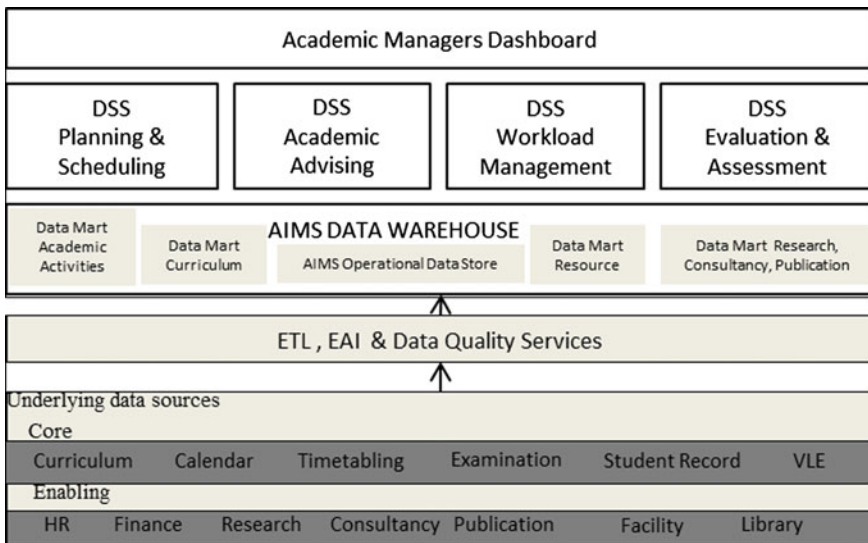 Academic Managers Dashboard
DSS
Planning &
Scheduling
DSS
Academic
Advising
DSS
Workload
Management
DSS
Evaluation &
Assessment
AIMS DATA WAREHOUSE
Data Mart
Academic
Activities
Data Mart
Curriculum
AIMS Operational Data Store
Data Mart
Resource
Data Mart Research,
Consultancy, Publication
ETL , EAI & Data Quality Services
Underlying data sources
Core
Curriculum Calendar Timetabling Examination Student Record VLE
Enabling
HR Finance Research Consultancy Publication Facility Library